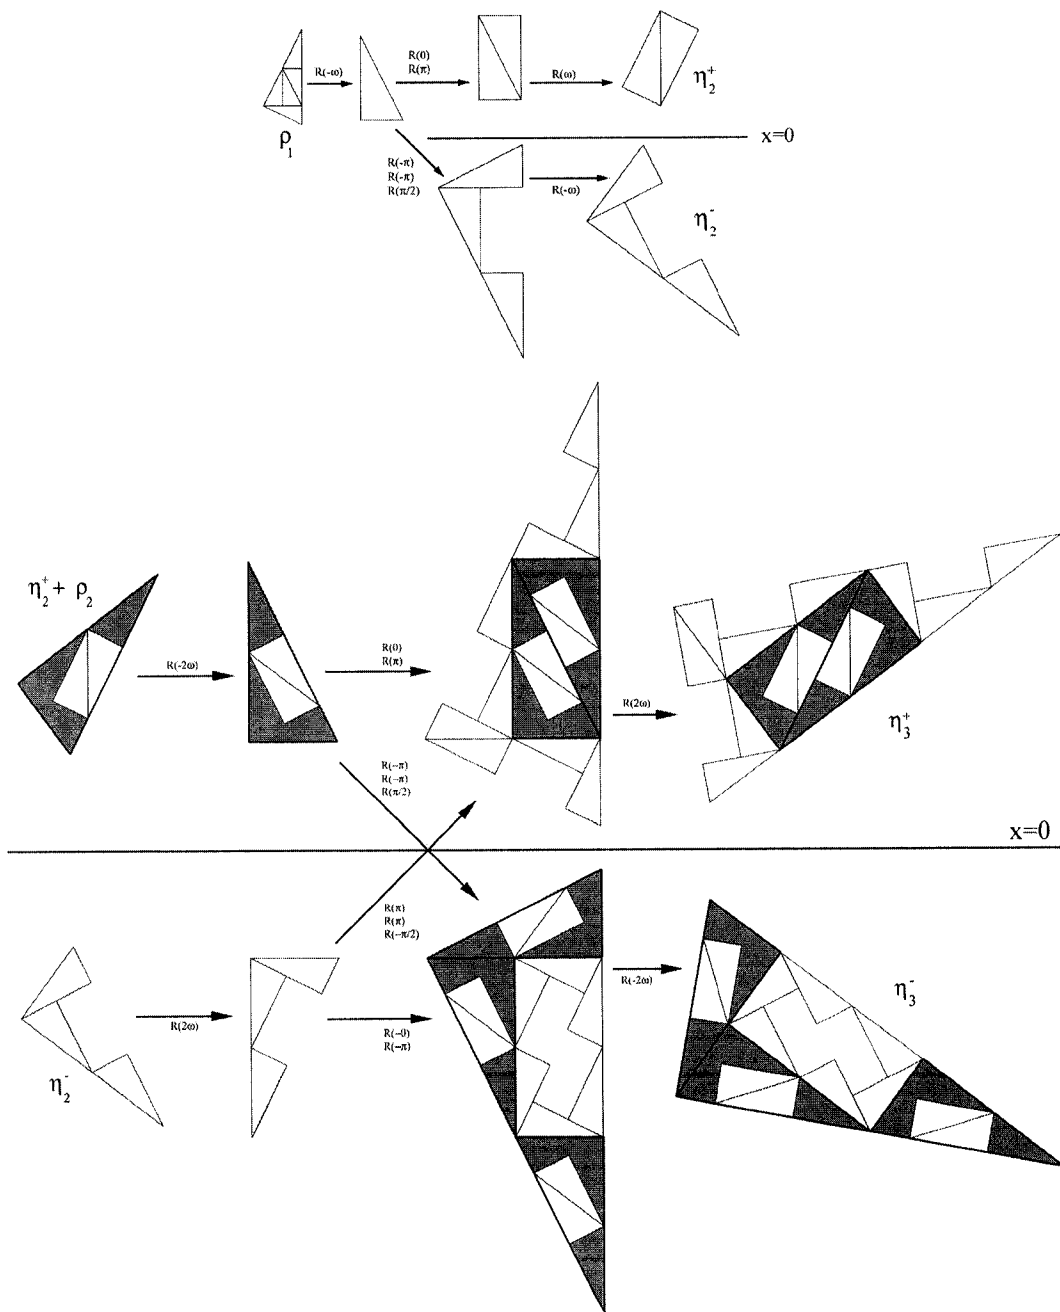 R(0)
R(π)
R(-ω)
R(ω)
η₂⁺
ρ₁
x=0
R(-π)
R(-π)
R(π/2)
R(-ω)
η₂⁻
η₂⁺ + ρ₂
R(-2ω)
R(0)
R(π)
R(2ω)
η₃⁺
R(-π)
R(-π)
R(π/2)
x=0
R(π)
R(π)
R(-π/2)
R(-2ω)
η₃⁻
R(2ω)
R(-0)
R(-π)
η₂⁻